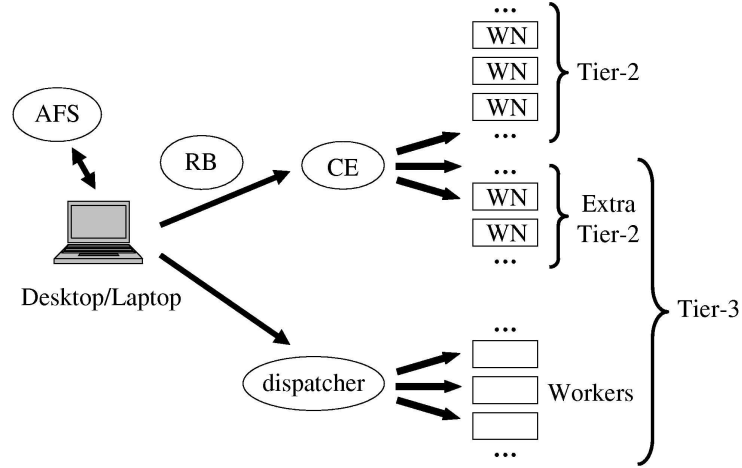 ...
WN
WN
WN
...
Tier-2
AFS
RB
CE
...
WN
WN
...
Extra
Tier-2
Desktop/Laptop
Tier-3
...
dispatcher
Workers
...